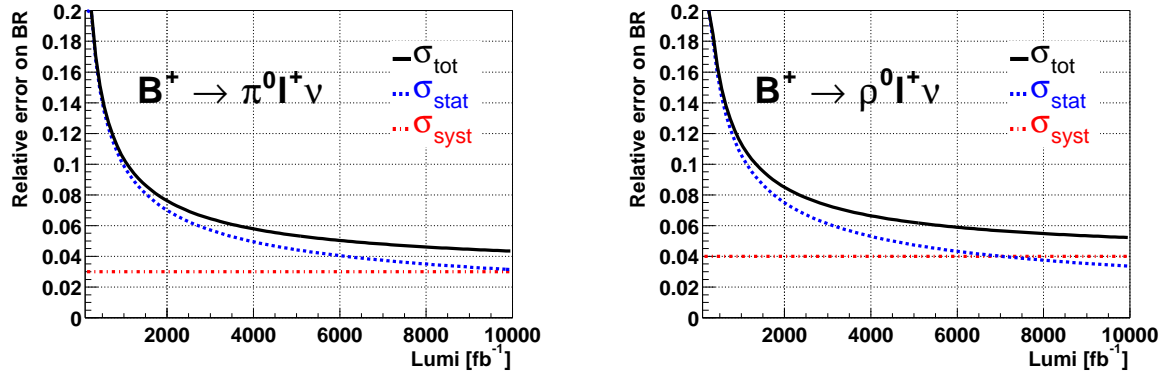 Relative error on BR
0.2
0.18
0.16
0.14
0.12
0.1
0.08
0.06
0.04
0.02
0
B⁺ → π⁰l⁺ν
σtot
σstat
σsyst
2000 4000 6000 8000 10000
Lumi [fb⁻¹]
Relative error on BR
0.2
0.18
0.16
0.14
0.12
0.1
0.08
0.06
0.04
0.02
0
B⁺ → ρ⁰l⁺ν
σtot
σstat
σsyst
2000 4000 6000 8000 10000
Lumi [fb⁻¹]